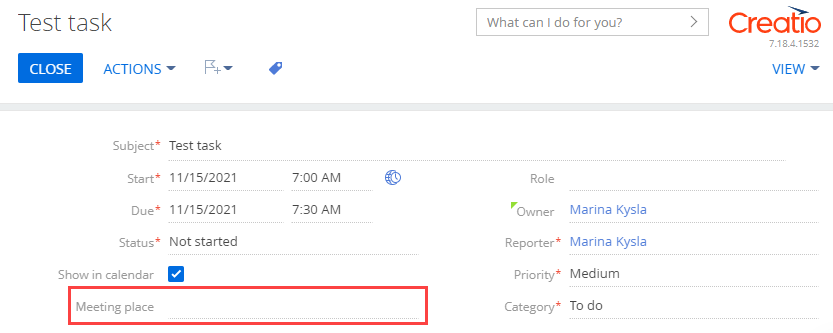 Test task
What can I do for you?
Creatio
7.18.4.1532
CLOSE ACTIONS VIEW
Subject* Test task
Start* 11/15/2021 7:00 AM Role
Due* 11/15/2021 7:30 AM Owner Marina Kysla
Status* Not started Reporter* Marina Kysla
Show in calendar Priority* Medium
Meeting place Category* To do